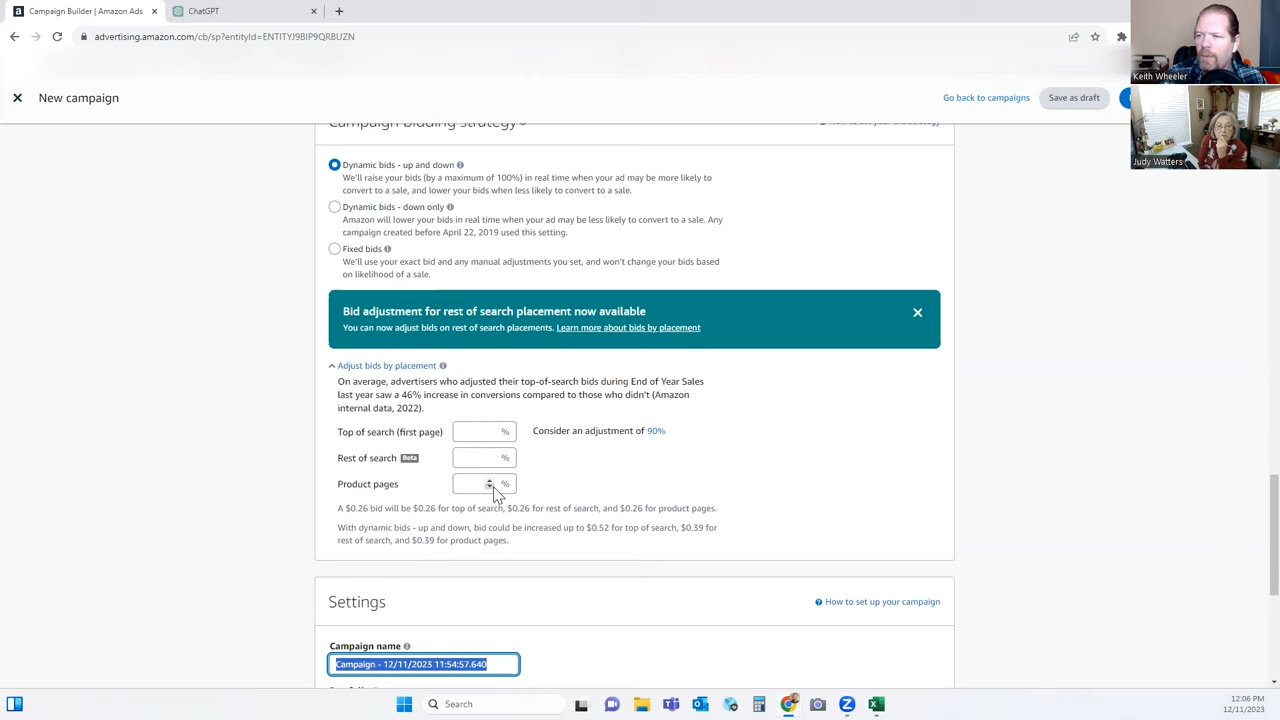 Campaign Builder | Amazon Ads
ChatGPT
advertising.amazon.com/cb/sp?entityId=ENTITYJ9BIP9QRBUZN
Keith Wheeler
New campaign
Go back to campaigns
Save as draft
Judy Watters
Campaign bidding strategy
Dynamic bids - up and down
We'll raise your bids (by a maximum of 100%) in real time when your ad may be more likely to
convert to a sale, and lower your bids when less likely to convert to a sale.
Dynamic bids - down only
Amazon will lower your bids in real time when your ad may be less likely to convert to a sale. Any
campaign created before April 22, 2019 used this setting.
Fixed bids
We'll use your exact bid and any manual adjustments you set, and won't change your bids based
on likelihood of a sale.
Bid adjustment for rest of search placement now available
You can now adjust bids on rest of search placements. Learn more about bids by placement
Adjust bids by placement
On average, advertisers who adjusted their top-of-search bids during End of Year Sales
last year saw a 46% increase in conversions compared to those who didn't (Amazon
internal data, 2022).
Top of search (first page) % Consider an adjustment of 90%
Rest of search Beta %
Product pages %
A $0.26 bid will be $0.26 for top of search, $0.26 for rest of search, and $0.26 for product pages.
With dynamic bids - up and down, bid could be increased up to $0.52 for top of search, $0.39 for
rest of search, and $0.39 for product pages.
Settings
How to set up your campaign
Campaign name
Campaign - 12/11/2023 11:54:57.640
Search
12:06 PM
12/11/2023